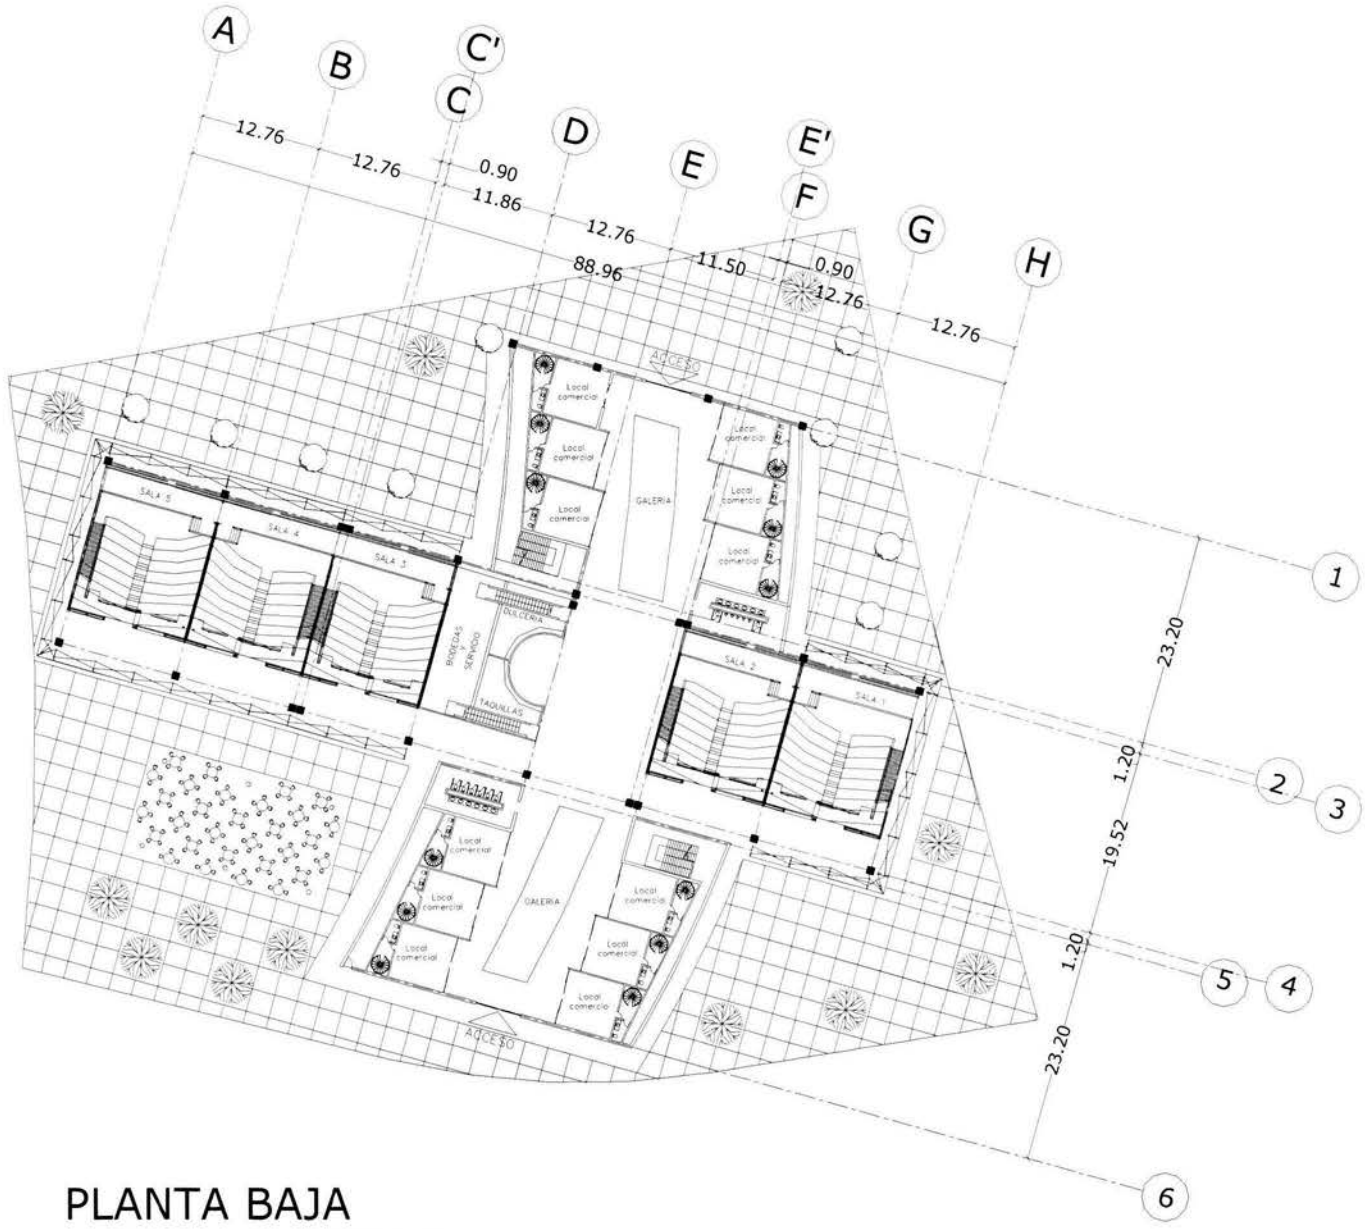 A
B
C'
C
D
E
E'
F
G
H
12.76
12.76
0.90
11.86
12.76
11.50
0.90
12.76
12.76
88.96
ACCESO
Local
comercial
Local
comercial
Local
comercial
GALERIA
Local
comercial
Local
comercial
Local
comercial
SALA 5
SALA 4
SALA 3
BODEGAS
Y
SERVICIO
DULCERIA
TAQUILLAS
SALA 2
SALA 1
Local
comercial
Local
comercial
Local
comercial
GALERIA
Local
comercial
Local
comercial
Local
comercial
ACCESO
1
23.20
1.20
2
3
19.52
1.20
5
4
23.20
6
PLANTA BAJA